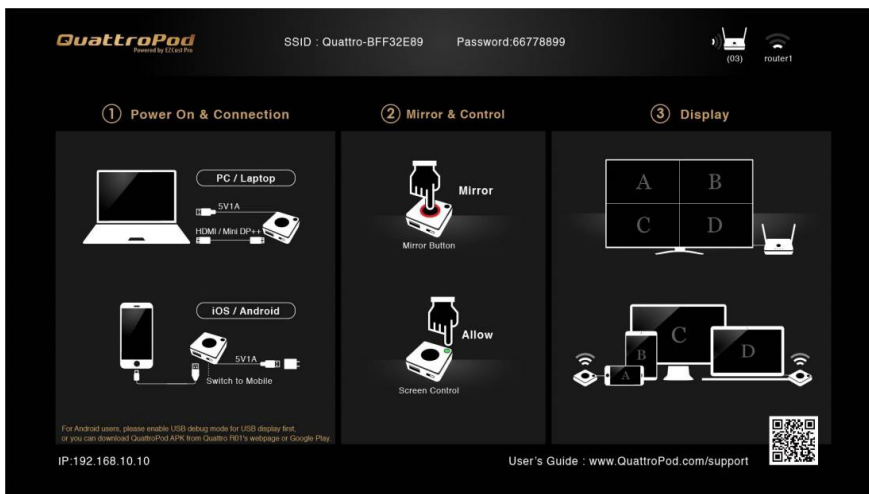 QuattroPod
Powered by EZCast Pro
SSID : Quattro-BFF32E89 Password:66778899
(03) router1
1 Power On & Connection
PC / Laptop
5V1A
HDMI / Mini DP++
iOS / Android
5V1A
Switch to Mobile
For Android users, please enable USB debug mode for USB display first,
or you can download QuattroPod APK from Quattro R01's webpage or Google Play.
2 Mirror & Control
Mirror
Mirror Button
Allow
Screen Control
3 Display
A B
C D
A B C D
IP:192.168.10.10
User's Guide : www.QuattroPod.com/support